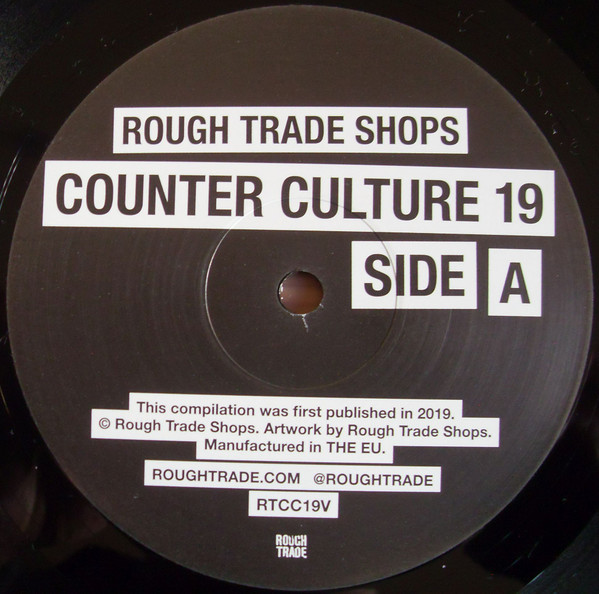 ROUGH TRADE SHOPS
COUNTER CULTURE 19
SIDE A
This compilation was first published in 2019.
© Rough Trade Shops. Artwork by Rough Trade Shops.
Manufactured in THE EU.
ROUGHTRADE.COM @ROUGHTRADE
RTCC19V
ROUGH
TRADE